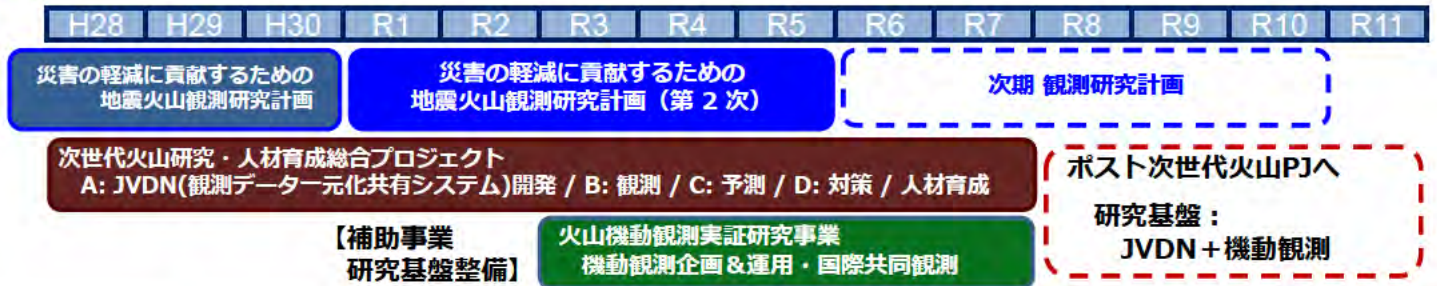 H28 H29 H30 R1 R2 R3 R4 R5 R6 R7 R8 R9 R10 R11
災害の軽減に貢献するための
地震火山観測研究計画
災害の軽減に貢献するための
地震火山観測研究計画（第 2 次）
次期 観測研究計画
次世代火山研究・人材育成総合プロジェクト
A: JVDN(観測データ一元化共有システム)開発 / B: 観測 / C: 予測 / D: 対策 / 人材育成
ポスト次世代火山PJへ
研究基盤：
JVDN＋機動観測
【補助事業
研究基盤整備】
火山機動観測実証研究事業
機動観測企画＆運用・国際共同観測